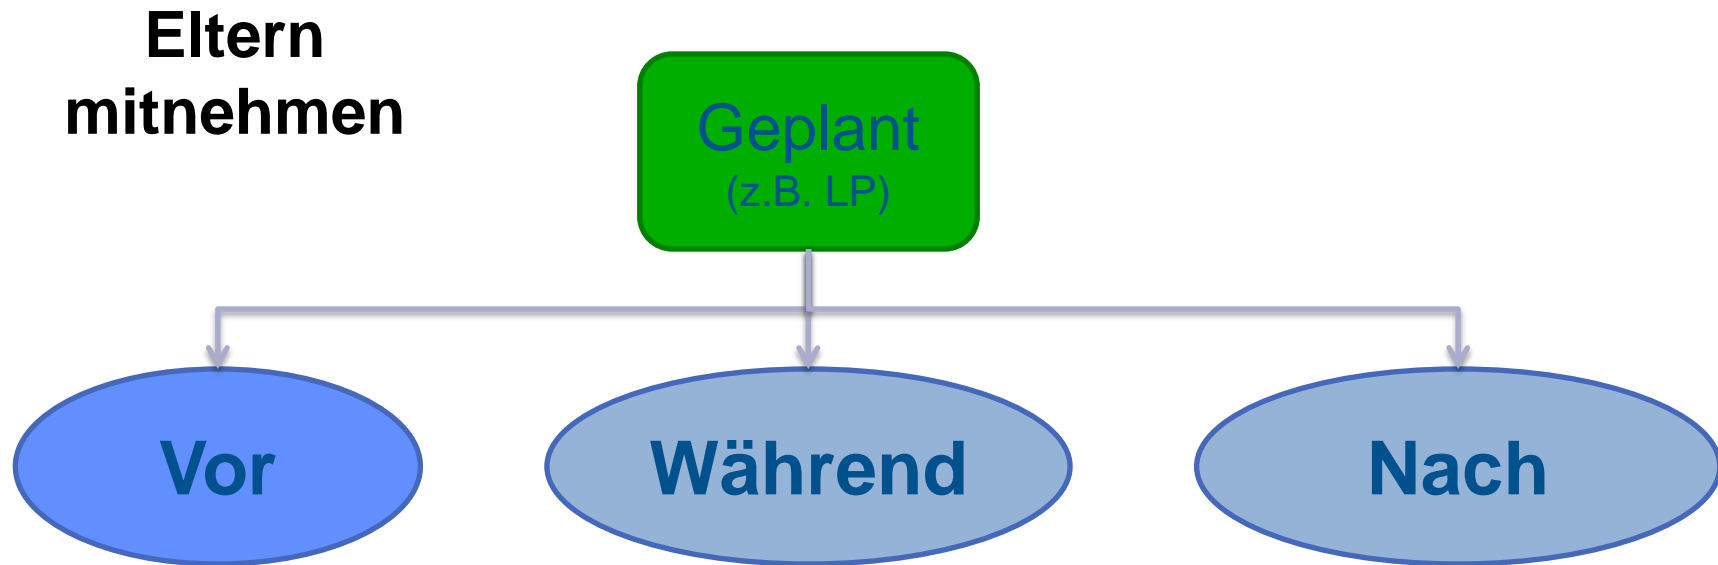 Eltern
mitnehmen
Geplant
(z.B. LP)
Vor
Während
Nach